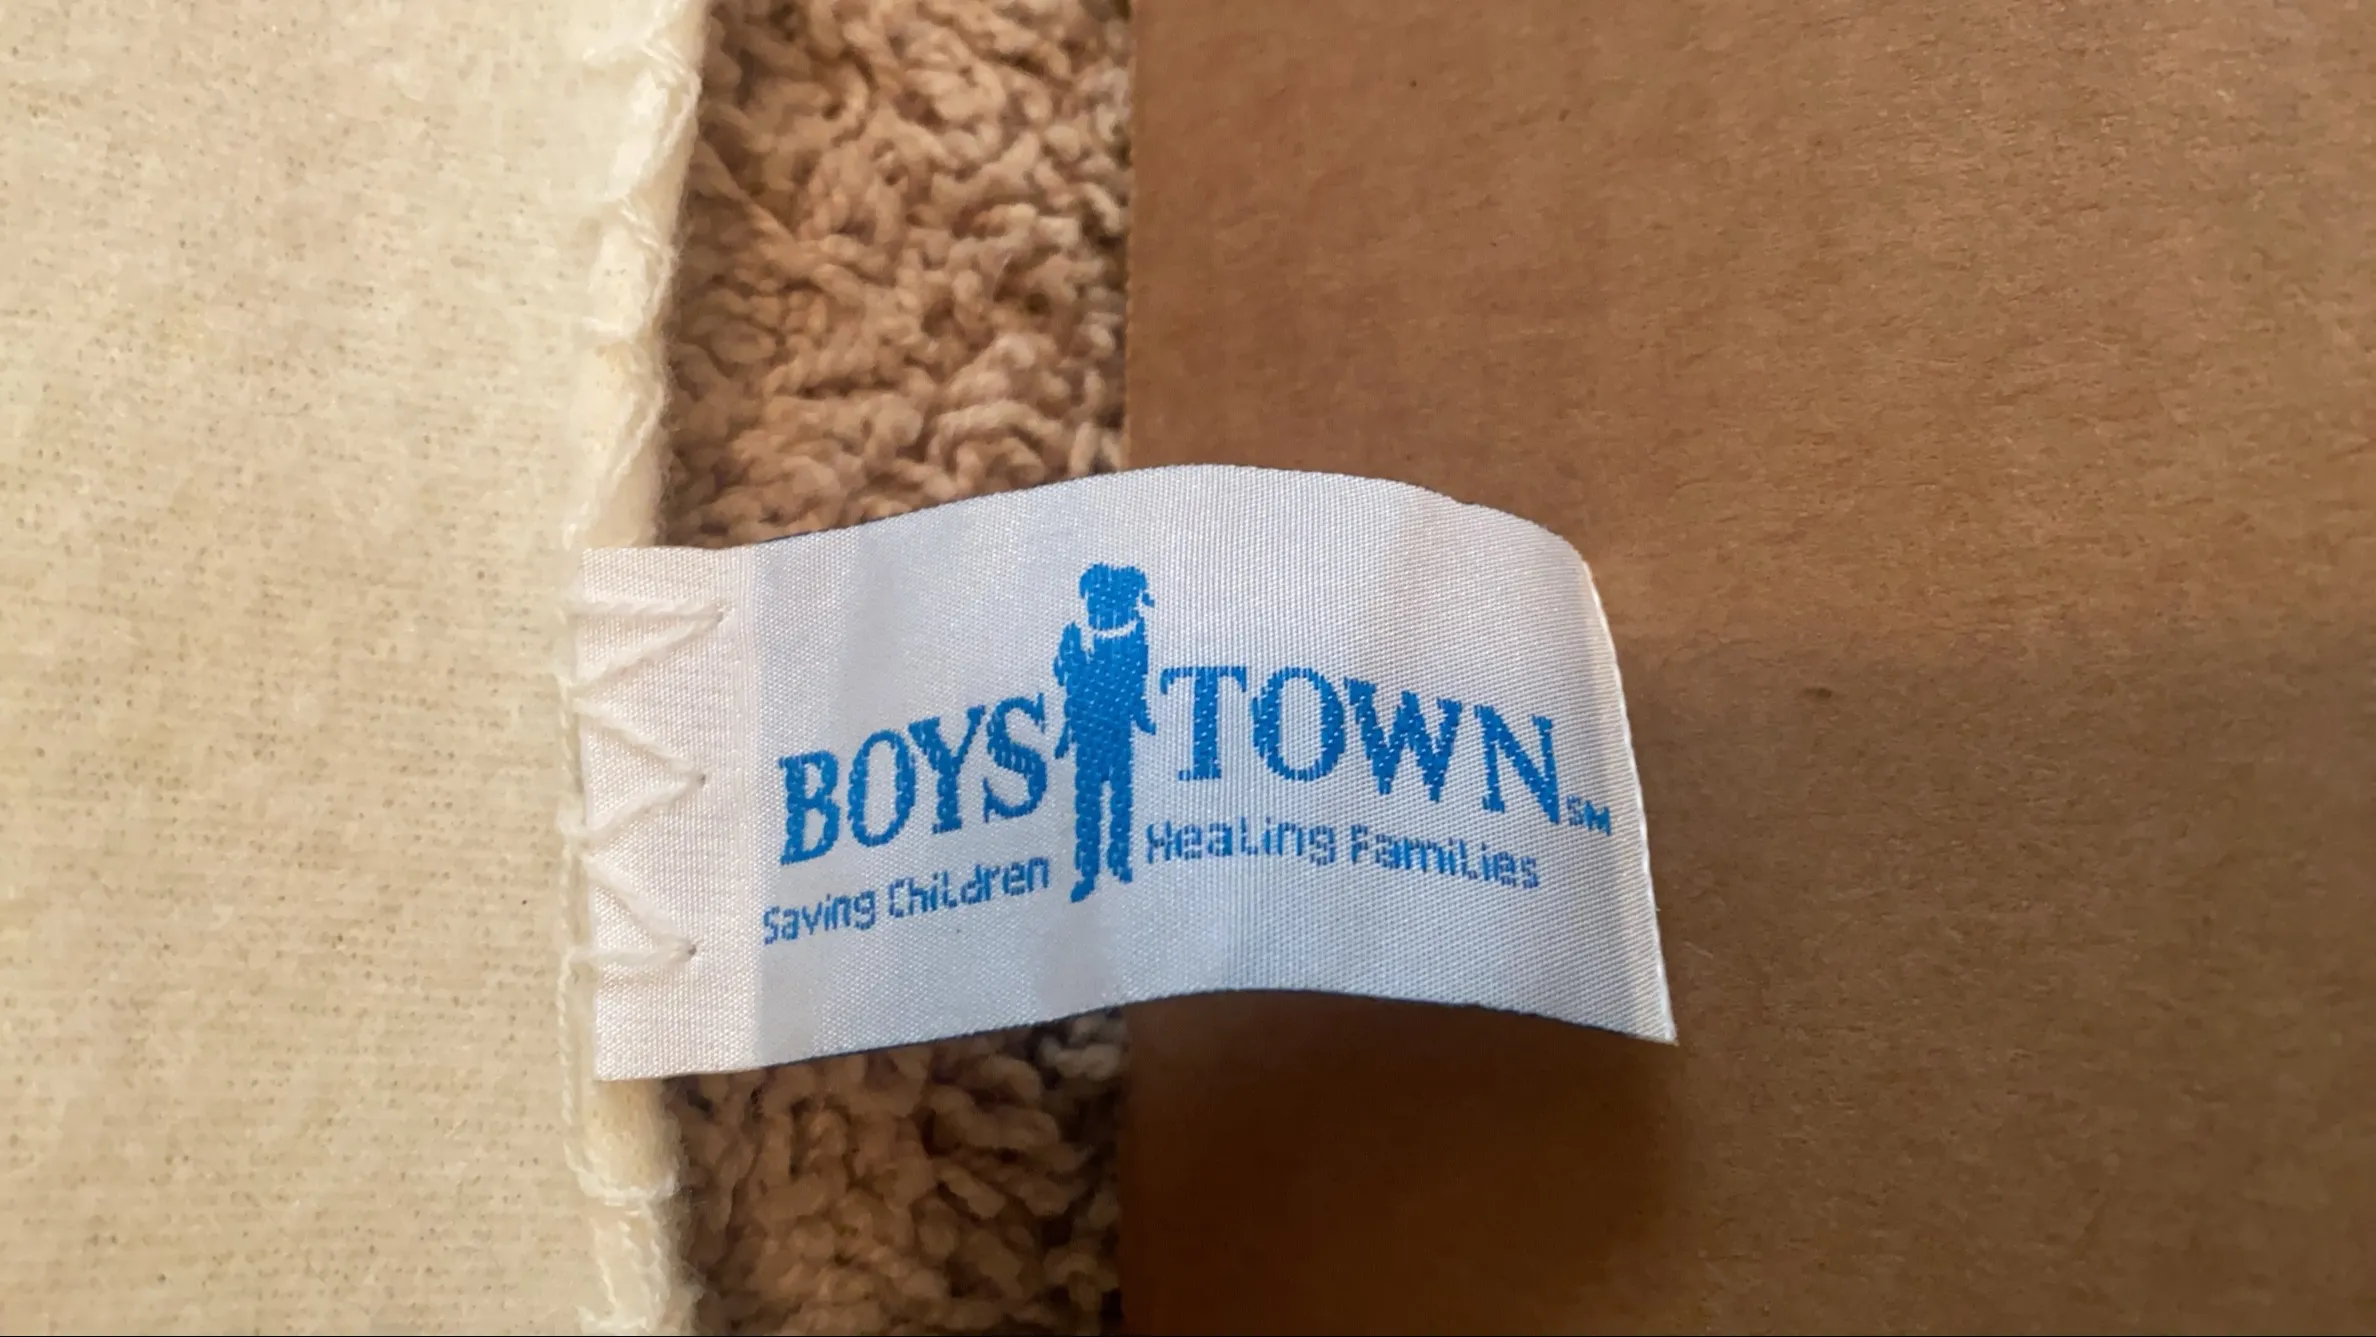 BOYS TOWN SM
Saving Children Healing Families